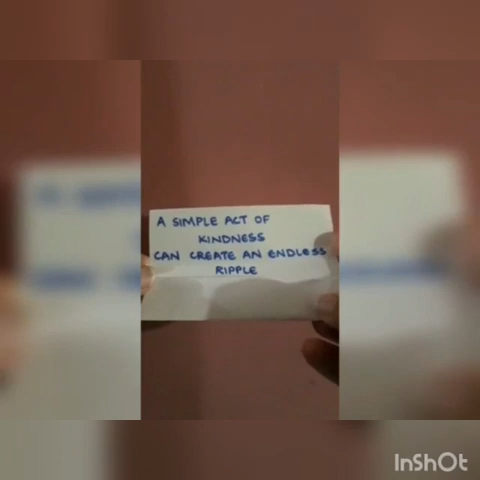 A SIMPLE ACT OF
KINDNESS
CAN CREATE AN ENDLESS
RIPPLE
InShOt